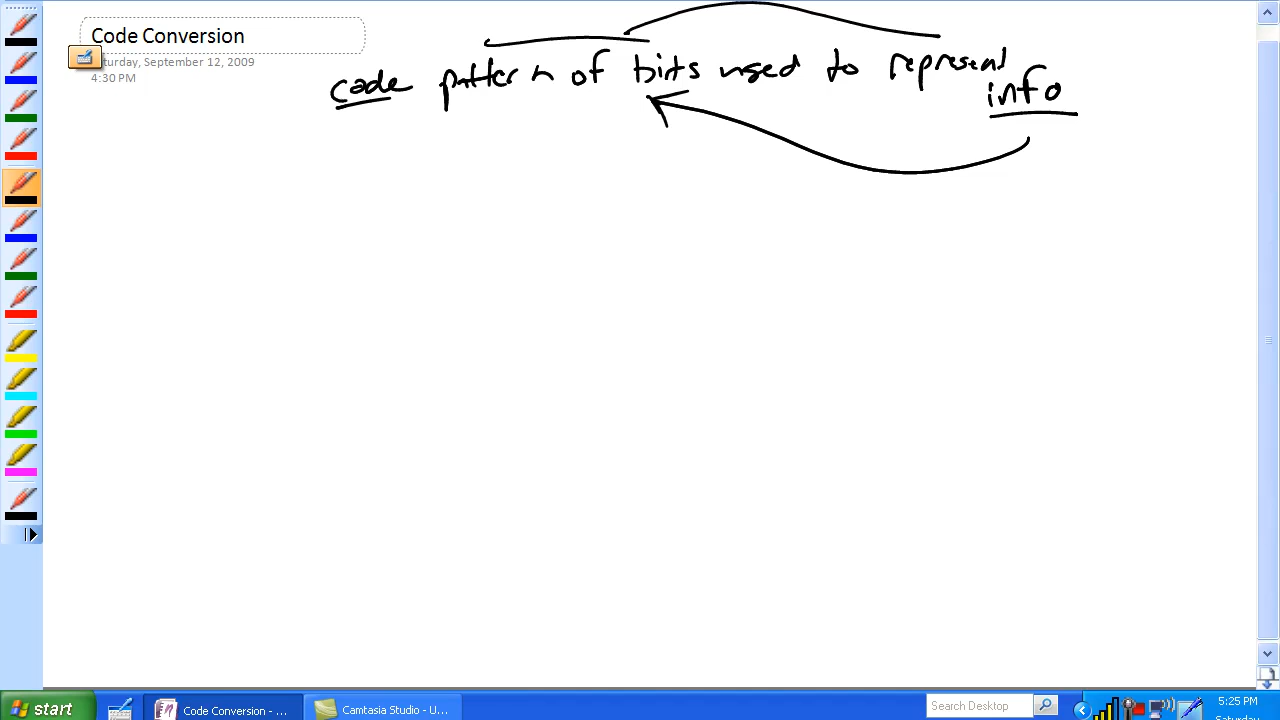 Code Conversion
turday, September 12, 2009
4:30 PM
code pattern of bits used to represent
info
start
Code Conversion - ...
Camtasia Studio - U...
Search Desktop
5:25 PM
Saturday